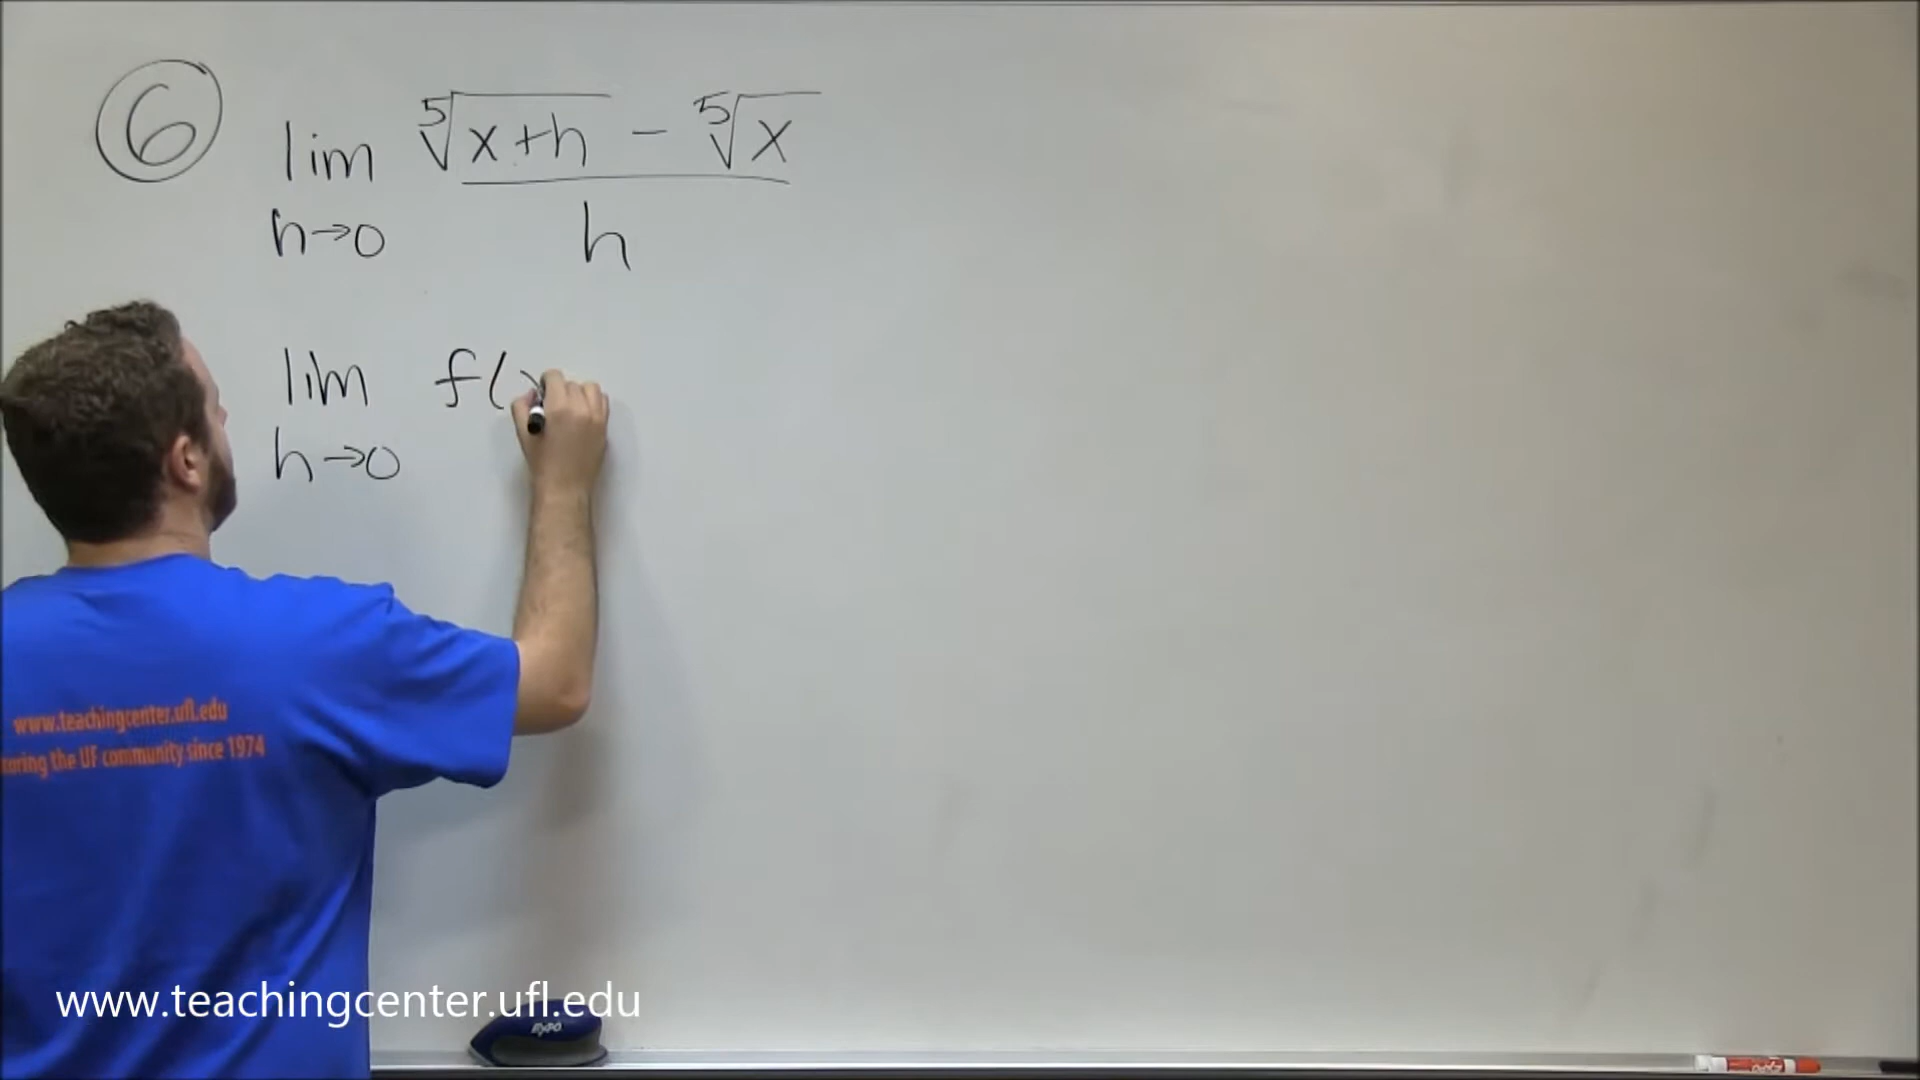 6
lim ⁵√x+h − ⁵√x
h→0 h
lim f(x
h→0
www.teachingcenter.ufl.edu
the UF community since 1974
www.teachingcenter.ufl.edu
EXPO
EXPO